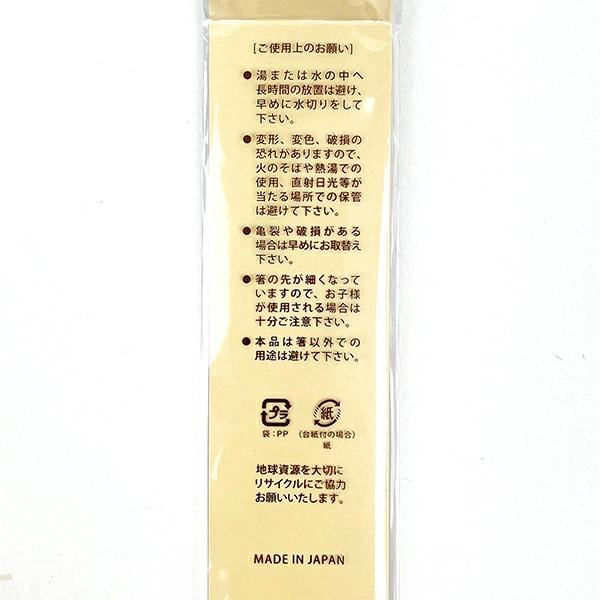 [ご使用上のお願い]
●湯または水の中へ
長時間の放置は避け、
早めに水切りをして
下さい。
●変形、変色、破損の
恐れがありますので、
火のそばや熱湯での
使用、直射日光等が
当たる場所での保管
は避けて下さい。
●亀裂や破損がある
場合は早めにお取替え
下さい。
●箸の先が細くなって
いますので、お子様
が使用される場合は
十分ご注意下さい。
●本品は箸以外での
用途は避けて下さい。
プラ 紙
袋:PP (台紙付の場合)
紙
地球資源を大切に
リサイクルにご協力
お願いいたします。
MADE IN JAPAN